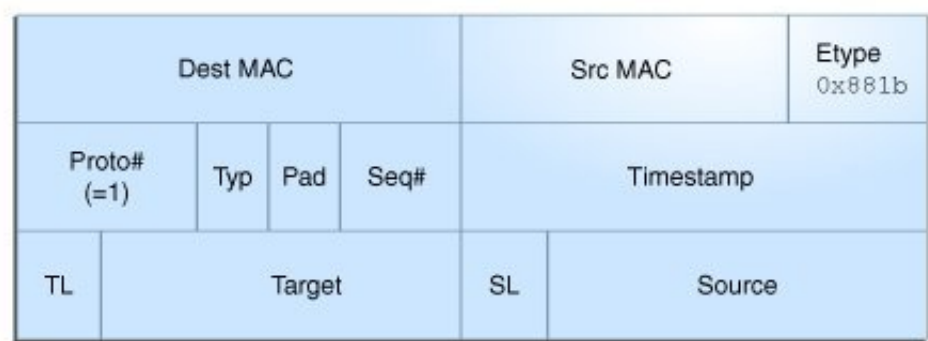 Dest MAC
Src MAC
Etype
0x881b
Proto#
(=1)
Typ
Pad
Seq#
Timestamp
TL
Target
SL
Source